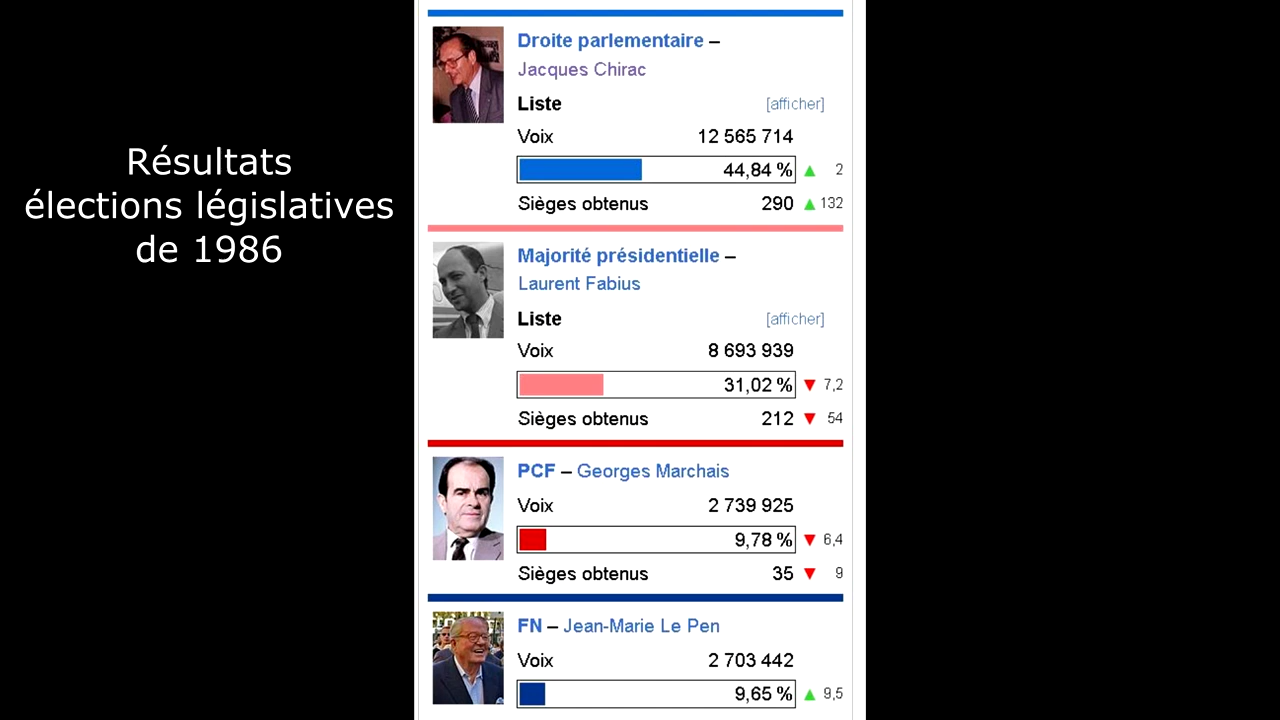 Résultats
élections législatives
de 1986
Droite parlementaire –
Jacques Chirac
Liste [afficher]
Voix 12 565 714
44,84 % ▲ 2
Sièges obtenus 290 ▲ 132
Majorité présidentielle –
Laurent Fabius
Liste [afficher]
Voix 8 693 939
31,02 % ▼ 7,2
Sièges obtenus 212 ▼ 54
PCF – Georges Marchais
Voix 2 739 925
9,78 % ▼ 6,4
Sièges obtenus 35 ▼ 9
FN – Jean-Marie Le Pen
Voix 2 703 442
9,65 % ▲ 9,5